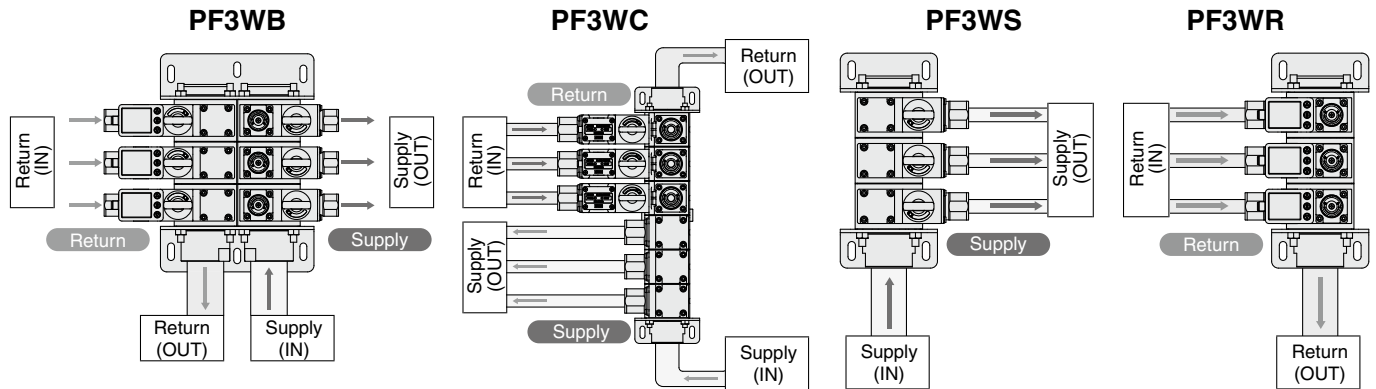 PF3WB
Return
(IN)
Supply
(OUT)
Return
Supply
Return
(OUT)
Supply
(IN)
PF3WC
Return
(OUT)
Return
Return
(IN)
Supply
(OUT)
Supply
Supply
(IN)
PF3WS
Supply
(OUT)
Supply
Supply
(IN)
PF3WR
Return
(IN)
Return
Return
(OUT)